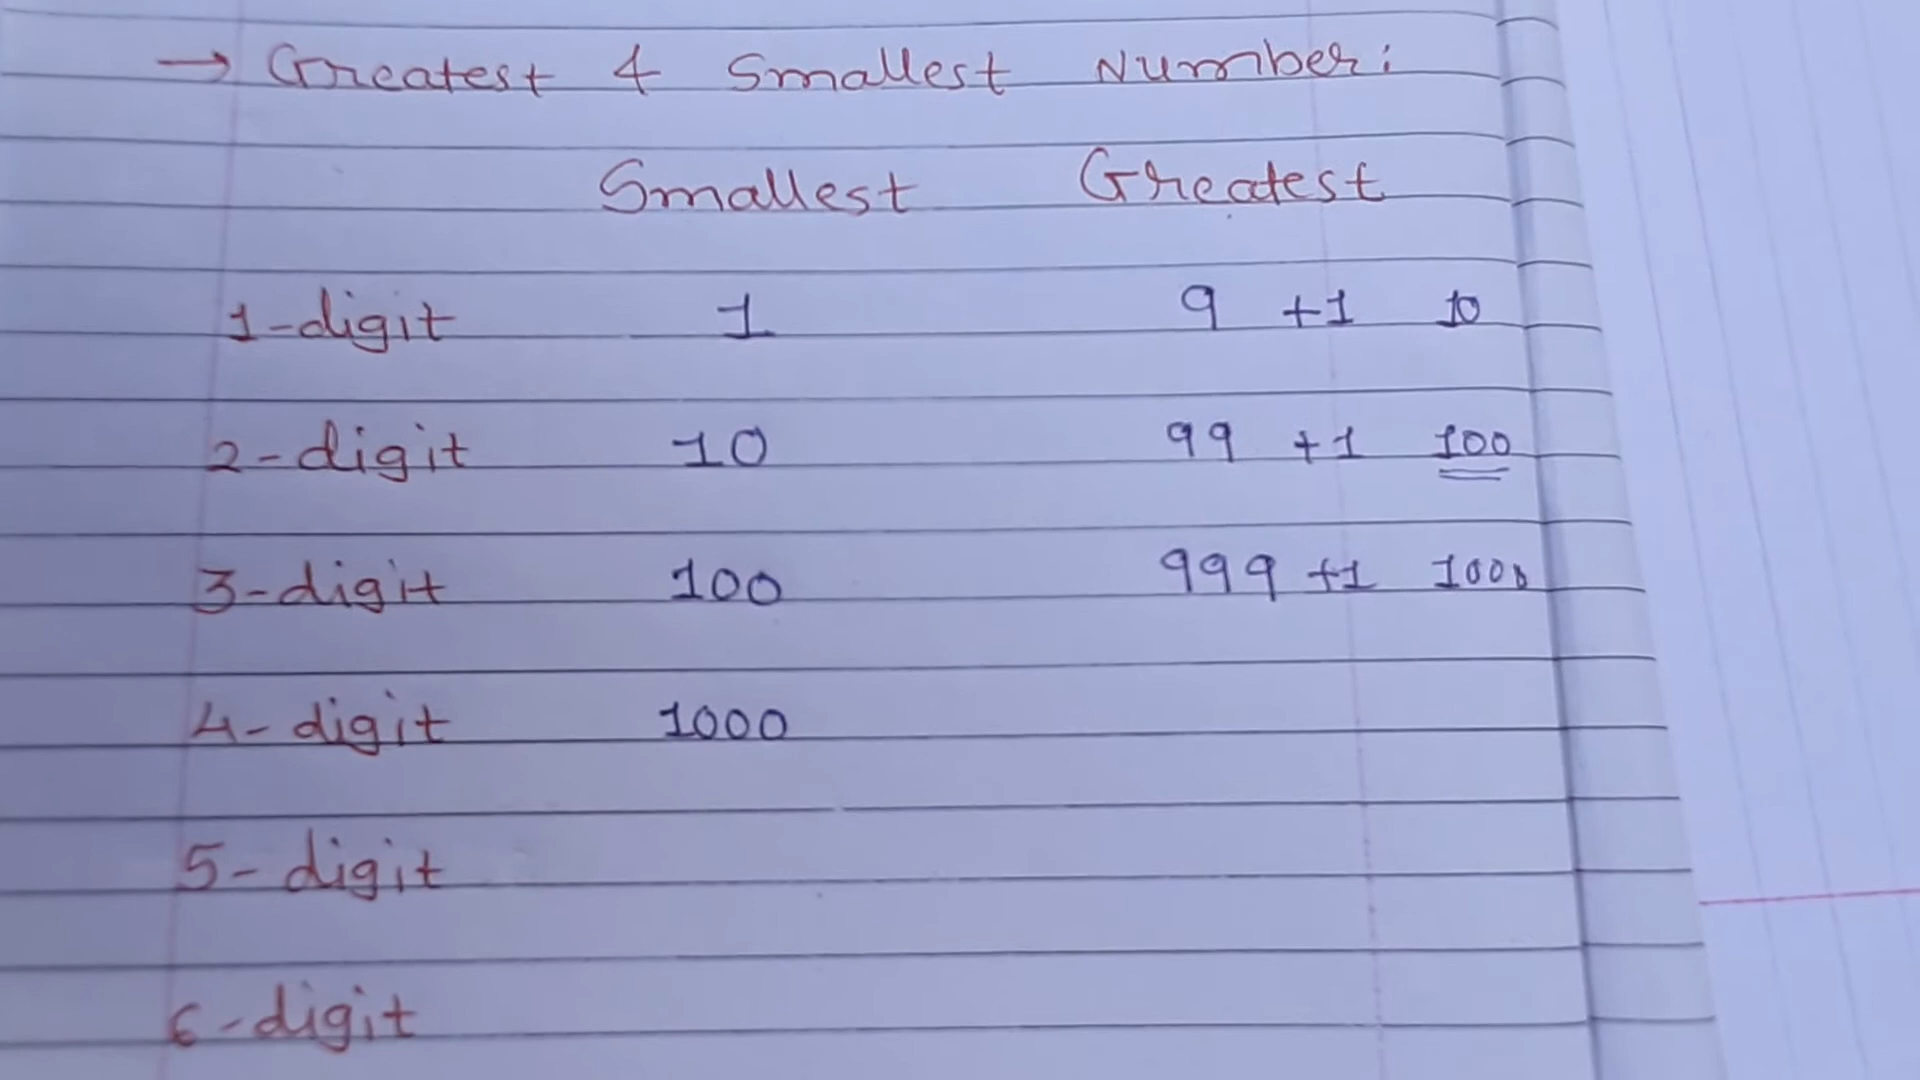 → Greatest & Smallest Number:
Smallest Greatest
1-digit 1 9 +1 10
2-digit 10 99 +1 100
3-digit 100 999 +1 1000
4-digit 1000
5-digit
6-digit